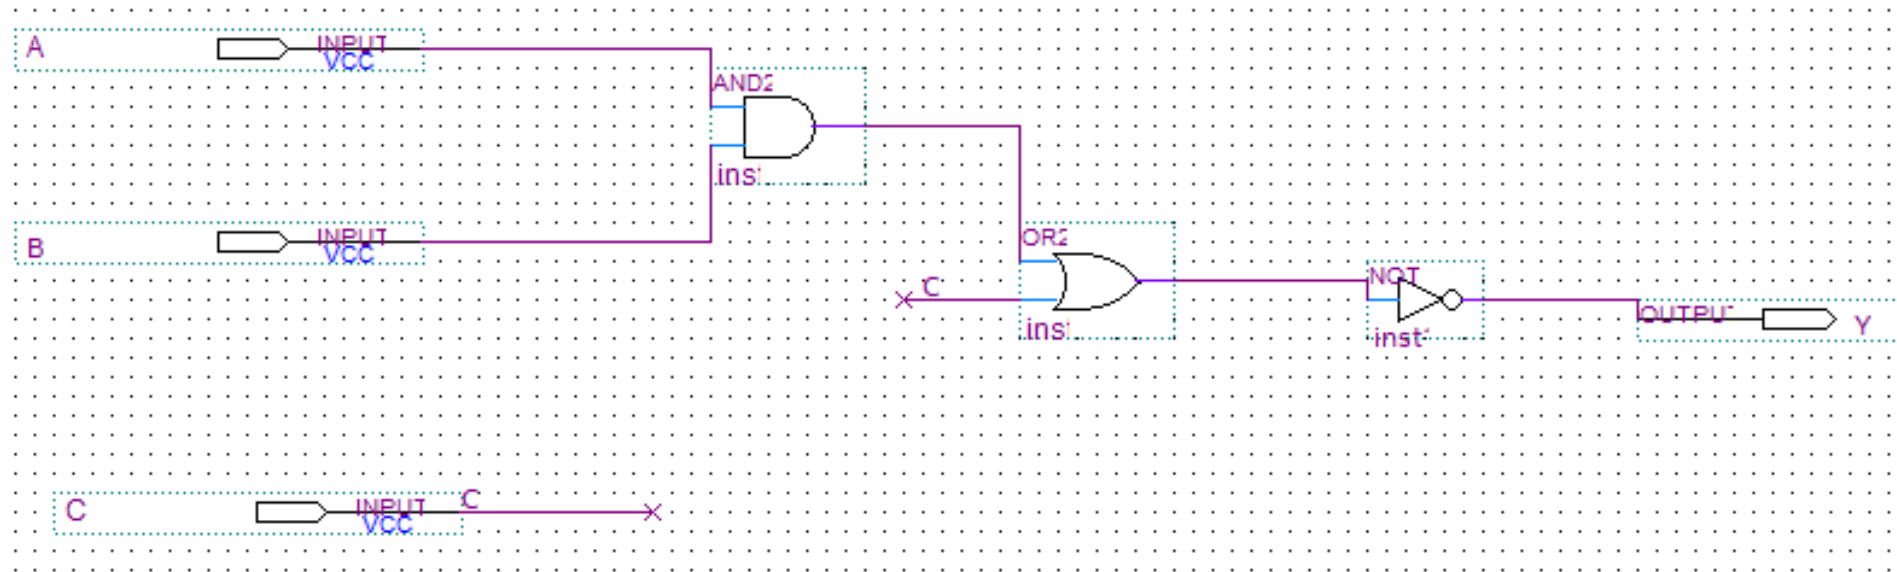 A
INPUT
VCC
AND2
inst
B
INPUT
VCC
OR2
C
inst
NOT
inst
OUTPUT
Y
C
INPUT
VCC
C